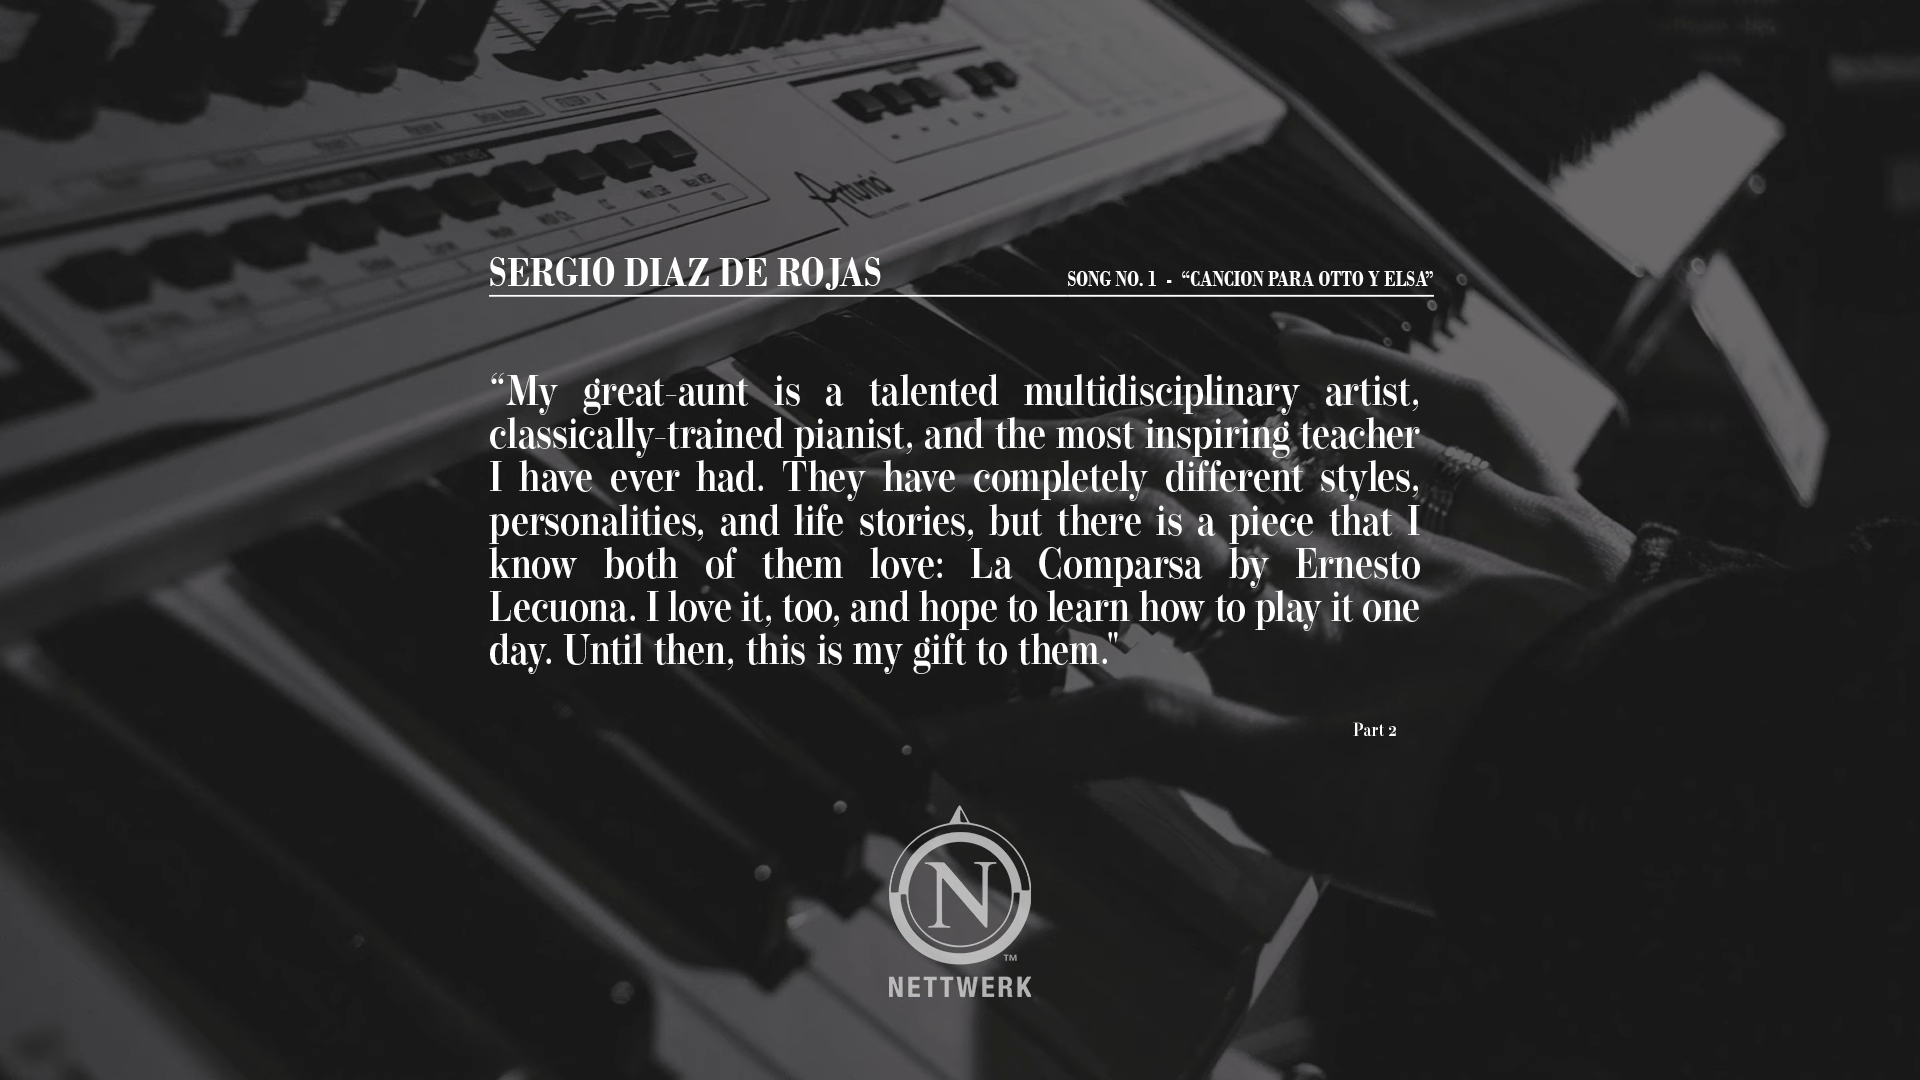 Arturia
SERGIO DIAZ DE ROJAS
SONG NO. 1 - “CANCION PARA OTTO Y ELSA”
“My great-aunt is a talented multidisciplinary artist,
classically-trained pianist, and the most inspiring teacher
I have ever had. They have completely different styles,
personalities, and life stories, but there is a piece that I
know both of them love: La Comparsa by Ernesto
Lecuona. I love it, too, and hope to learn how to play it one
day. Until then, this is my gift to them."
Part 2
N
TM
NETTWERK